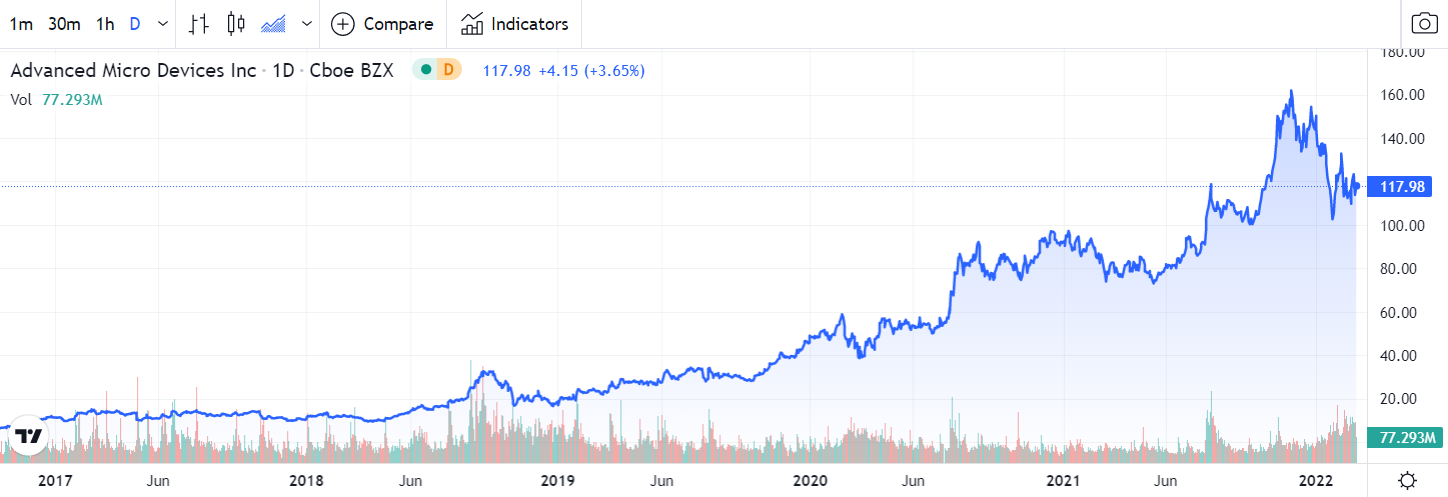 1m 30m 1h D Compare Indicators
Advanced Micro Devices Inc · 1D · Cboe BZX D 117.98 +4.15 (+3.65%)
Vol 77.293M
180.00
160.00
140.00
117.98
100.00
80.00
60.00
40.00
20.00
77.293M
2017 Jun 2018 Jun 2019 Jun 2020 Jun 2021 Jun 2022